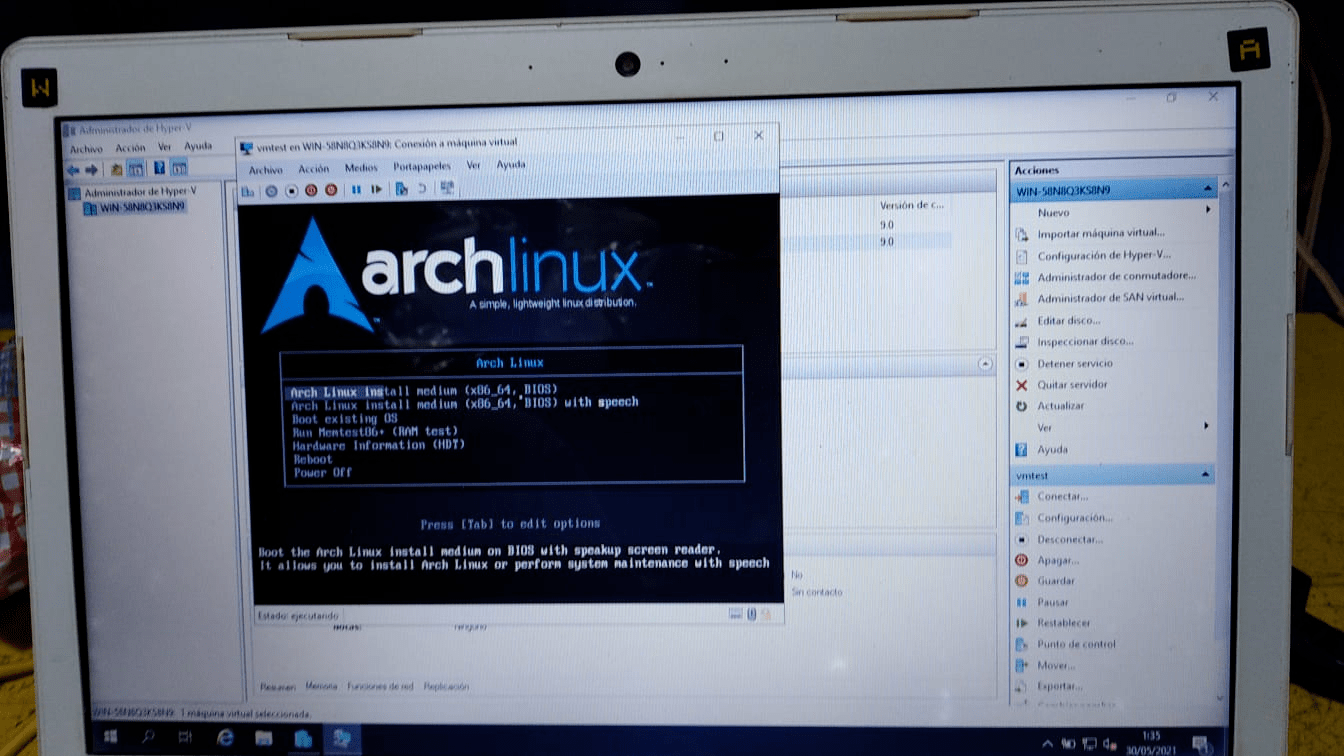 W
A
Administrador de Hyper-V
Archivo Acción Ver Ayuda
Administrador de Hyper-V
WIN-58N8Q3KS8N9
vmtest en WIN-58N8Q3KS8N9: Conexión a máquina virtual
Archivo Acción Medios Portapapeles Ver Ayuda
archlinux™
A simple, lightweight linux distribution.
™
Arch Linux
Arch Linux install medium (x86_64, BIOS)
Arch Linux install medium (x86_64, BIOS) with speech
Boot existing OS
Run Memtest86+ (RAM test)
Hardware Information (HDT)
Reboot
Power Off
Press [Tab] to edit options
Boot the Arch Linux install medium on BIOS with speakup screen reader.
It allows you to install Arch Linux or perform system maintenance with speech
Estado: ejecutando
Versión de c...
9.0
9.0
No
Sin contacto
Notas: ninguno
Resumen Memoria Funciones de red Replicación
Acciones
WIN-58N8Q3KS8N9
Nuevo
Importar máquina virtual...
Configuración de Hyper-V...
Administrador de conmutadore...
Administrador de SAN virtual...
Editar disco...
Inspeccionar disco...
Detener servicio
Quitar servidor
Actualizar
Ver
Ayuda
vmtest
Conectar...
Configuración...
Desconectar...
Apagar...
Guardar
Pausar
Restablecer
Punto de control
Mover...
Exportar...
WIN-58N8Q3KS8N9: 1 máquina virtual seleccionada.
1:35
30/05/2021